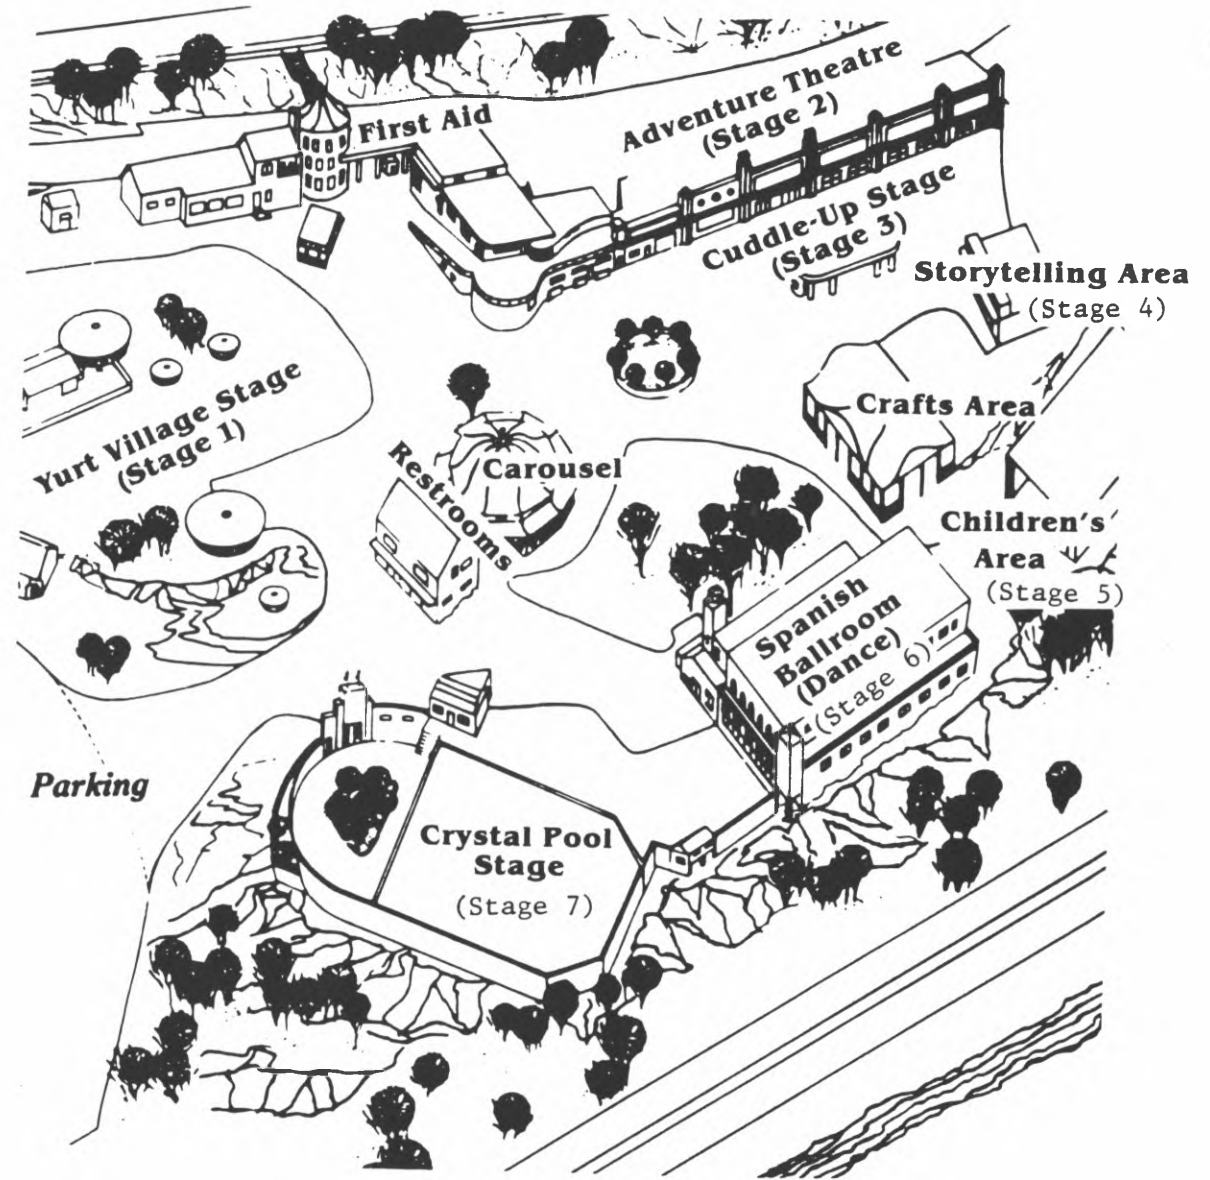 First Aid
Adventure Theatre
(Stage 2)
Cuddle-Up Stage
(Stage 3)
Storytelling Area
(Stage 4)
Yurt Village Stage
(Stage 1)
Crafts Area
Restrooms
Carousel
Children's
Area
(Stage 5)
Spanish
Ballroom
(Dance)
(Stage 6)
Parking
Crystal Pool
Stage
(Stage 7)